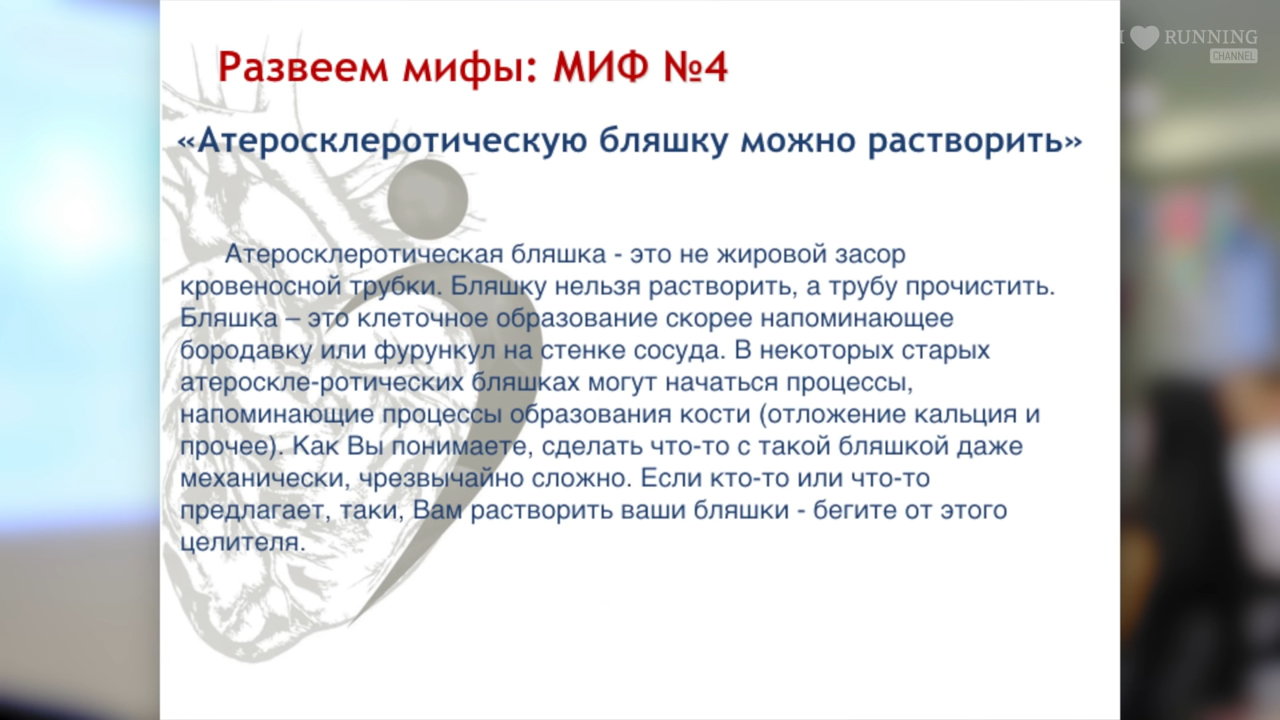 I RUNNING
CHANNEL
Развеем мифы: МИФ №4
«Атеросклеротическую бляшку можно растворить»
Атеросклеротическая бляшка - это не жировой засор
кровеносной трубки. Бляшку нельзя растворить, а трубу прочистить.
Бляшка – это клеточное образование скорее напоминающее
бородавку или фурункул на стенке сосуда. В некоторых старых
атероскле-ротических бляшках могут начаться процессы,
напоминающие процессы образования кости (отложение кальция и
прочее). Как Вы понимаете, сделать что-то с такой бляшкой даже
механически, чрезвычайно сложно. Если кто-то или что-то
предлагает, таки, Вам растворить ваши бляшки - бегите от этого
целителя.